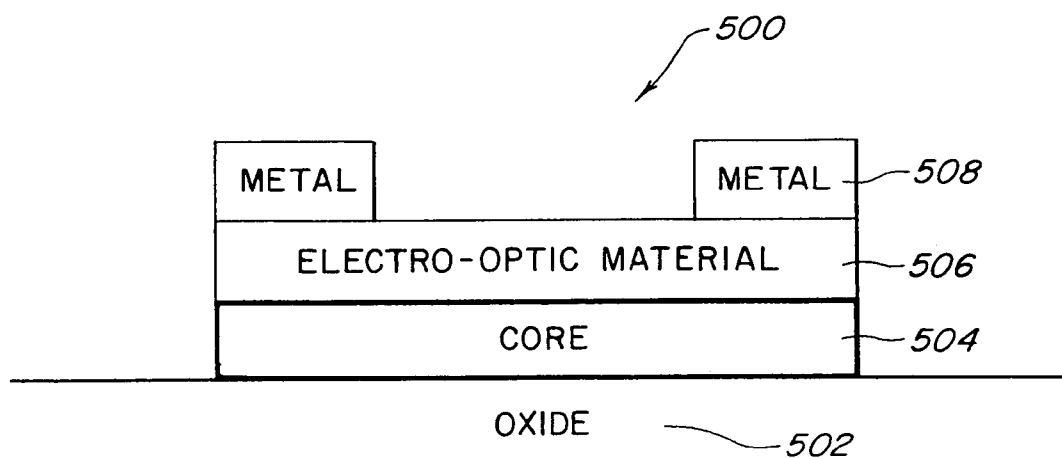 500
METAL METAL 508
ELECTRO-OPTIC MATERIAL 506
CORE 504
OXIDE 502